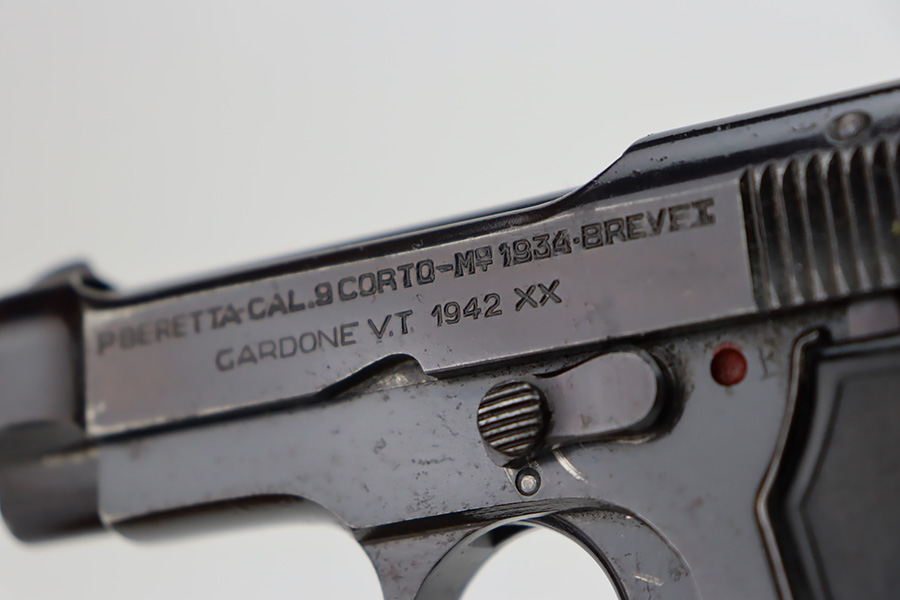 P·BERETTA-CAL.9 CORTO-Mº 1934·BREVET
GARDONE V.T 1942 XX
F